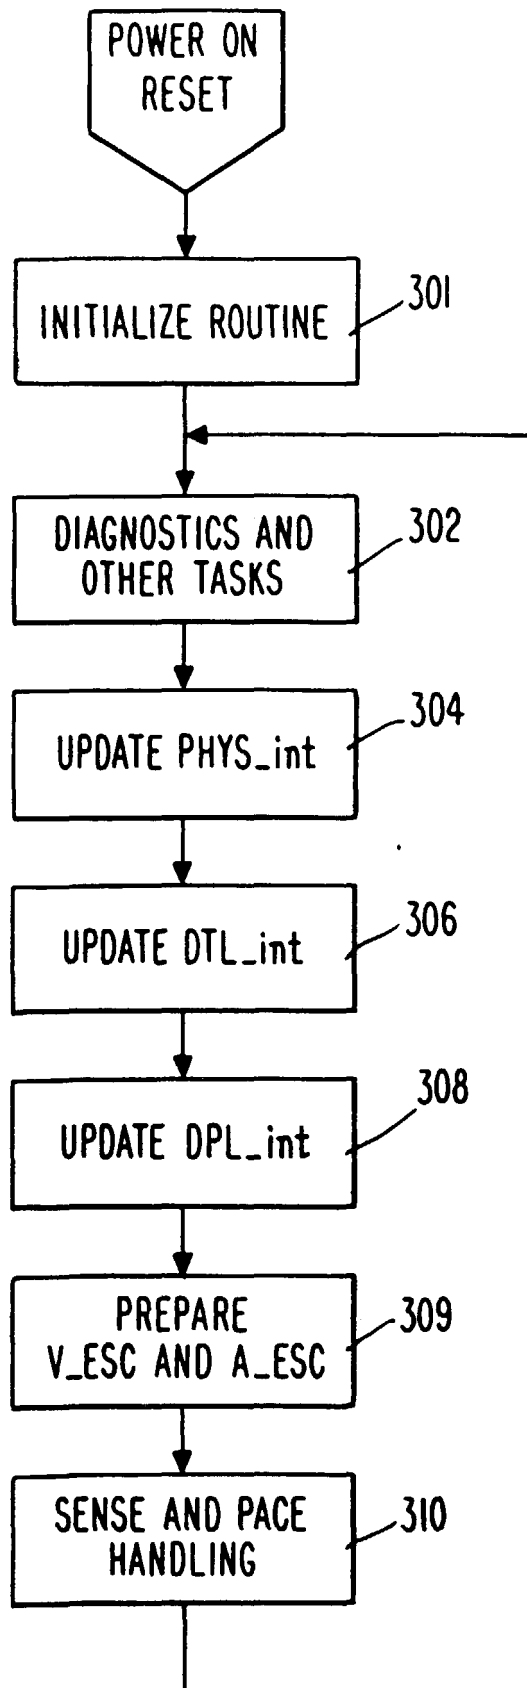 POWER ON
RESET
INITIALIZE ROUTINE
301
DIAGNOSTICS AND
OTHER TASKS
302
UPDATE PHYS_int
304
UPDATE DTL_int
306
UPDATE DPL_int
308
PREPARE
V_ESC AND A_ESC
309
SENSE AND PACE
HANDLING
310